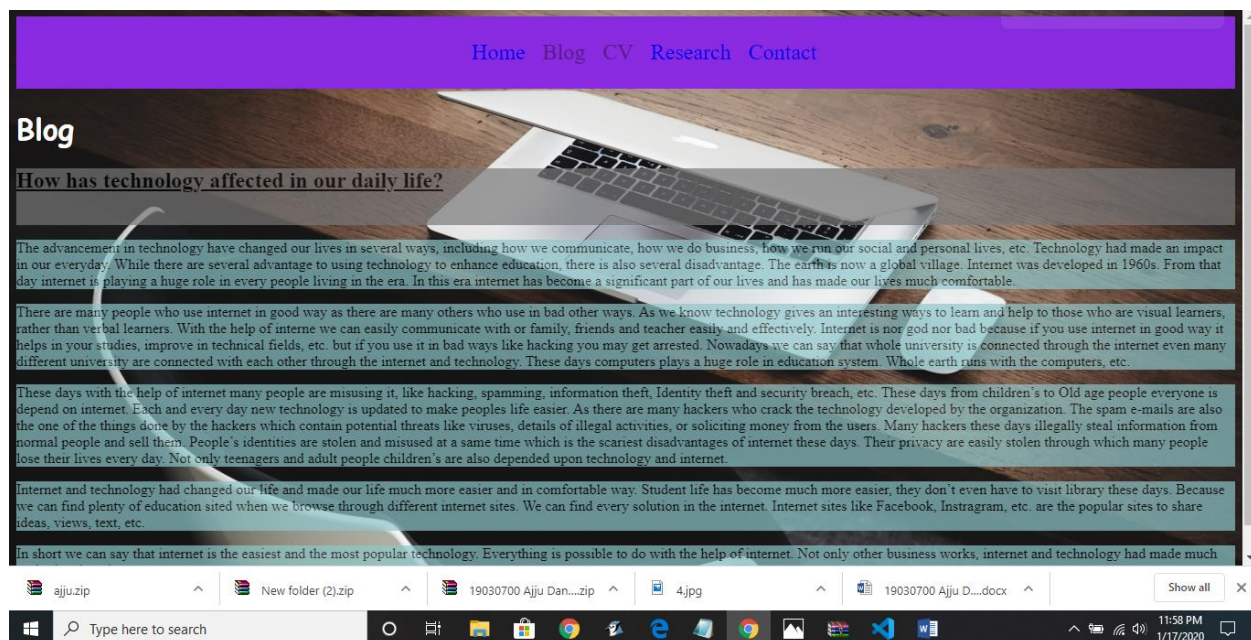 Home Blog CV Research Contact
Blog
How has technology affected in our daily life?
The advancement in technology have changed our lives in several ways, including how we communicate, how we do business, how we run our social and personal lives, etc. Technology had made an impact
in our everyday. While there are several advantage to using technology to enhance education, there is also several disadvantage. The earth is now a global village. Internet was developed in 1960s. From that
day internet is playing a huge role in every people living in the era. In this era internet has become a significant part of our lives and has made our lives much comfortable.
There are many people who use internet in good way as there are many others who use in bad other ways. As we know technology gives an interesting ways to learn and help to those who are visual learners,
rather than verbal learners. With the help of interne we can easily communicate with or family, friends and teacher easily and effectively. Internet is nor god nor bad because if you use internet in good way it
helps in your studies, improve in technical fields, etc. but if you use it in bad ways like hacking you may get arrested. Nowadays we can say that whole university is connected through the internet even many
different university are connected with each other through the internet and technology. These days computers plays a huge role in education system. Whole earth runs with the computers, etc.
These days with the help of internet many people are misusing it, like hacking, spamming, information theft, Identity theft and security breach, etc. These days from children's to Old age people everyone is
depend on internet. Each and every day new technology is updated to make peoples life easier. As there are many hackers who crack the technology developed by the organization. The spam e-mails are also
the one of the things done by the hackers which contain potential threats like viruses, details of illegal activities, or soliciting money from the users. Many hackers these days illegally steal information from
normal people and sell them. People's identities are stolen and misused at a same time which is the scariest disadvantages of internet these days. Their privacy are easily stolen through which many people
lose their lives every day. Not only teenagers and adult people children's are also depended upon technology and internet.
Internet and technology had changed our life and made our life much more easier and in comfortable way. Student life has become much more easier, they don't even have to visit library these days. Because
we can find plenty of education sited when we browse through different internet sites. We can find every solution in the internet. Internet sites like Facebook, Instragram, etc. are the popular sites to share
ideas, views, text, etc.
In short we can say that internet is the easiest and the most popular technology. Everything is possible to do with the help of internet. Not only other business works, internet and technology had made much
ajju.zip New folder (2).zip 19030700 Ajju Dan....zip 4.jpg 19030700 Ajju D....docx Show all
Type here to search
11:58 PM
1/17/2020